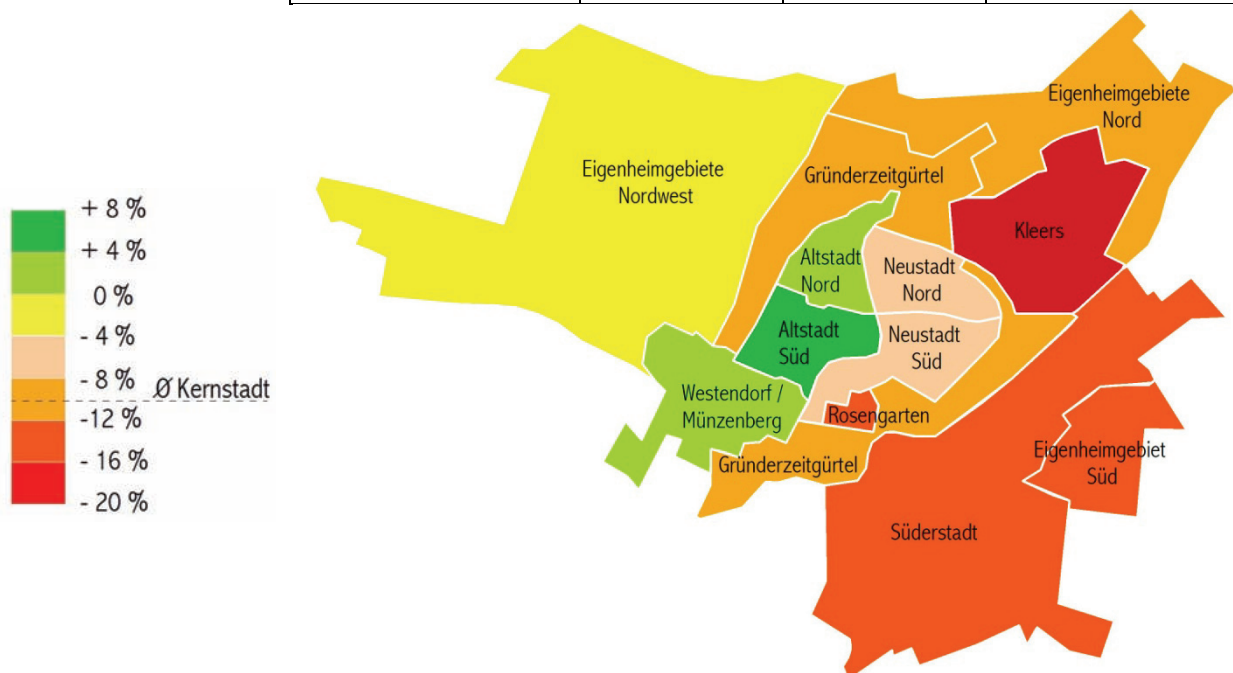 + 8 %
+ 4 %
0 %
- 4 %
- 8 %
Ø Kernstadt
-12 %
- 16 %
- 20 %
Eigenheimgebiete
Nordwest
Eigenheimgebiete
Nord
Gründerzeitgürtel
Kleers
Altstadt
Nord
Neustadt
Nord
Altstadt
Süd
Neustadt
Süd
Westendorf /
Münzenberg
Rosengarten
Gründerzeitgürtel
Eigenheimgebiet
Süd
Süderstadt